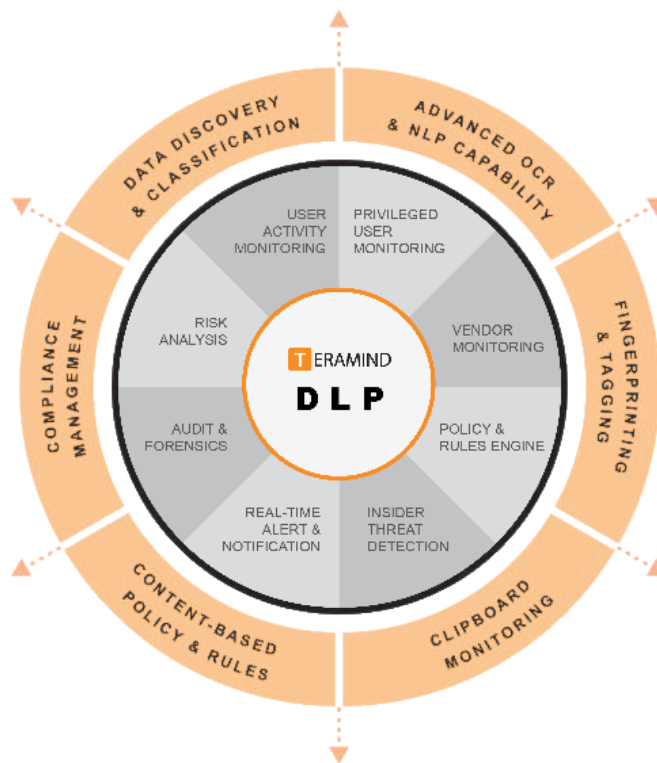 DATA DISCOVERY
& CLASSIFICATION
ADVANCED OCR
& NLP CAPABILITY
FINGERPRINTING
& TAGGING
CLIPBOARD
MONITORING
CONTENT-BASED
POLICY & RULES
COMPLIANCE
MANAGEMENT
USER
ACTIVITY
MONITORING
PRIVILEGED
USER
MONITORING
VENDOR
MONITORING
POLICY &
RULES ENGINE
INSIDER
THREAT
DETECTION
REAL-TIME
ALERT &
NOTIFICATION
AUDIT &
FORENSICS
RISK
ANALYSIS
TERAMIND
DLP